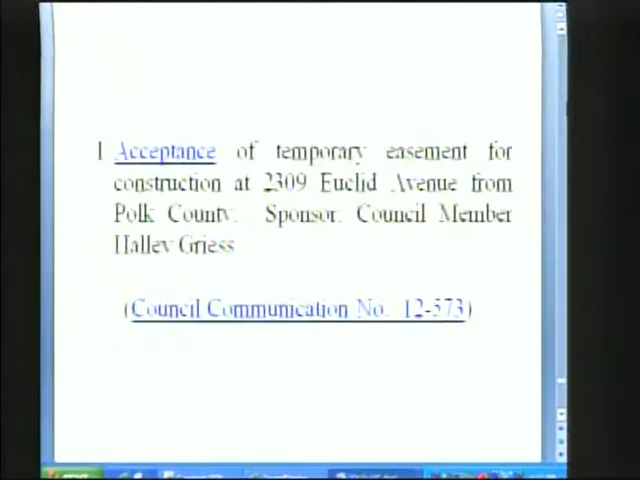 I. Acceptance of temporary easement for
construction at 2309 Euclid Avenue from
Polk County. Sponsor: Council Member
Halley Griess.
(Council Communication No. 12-573)